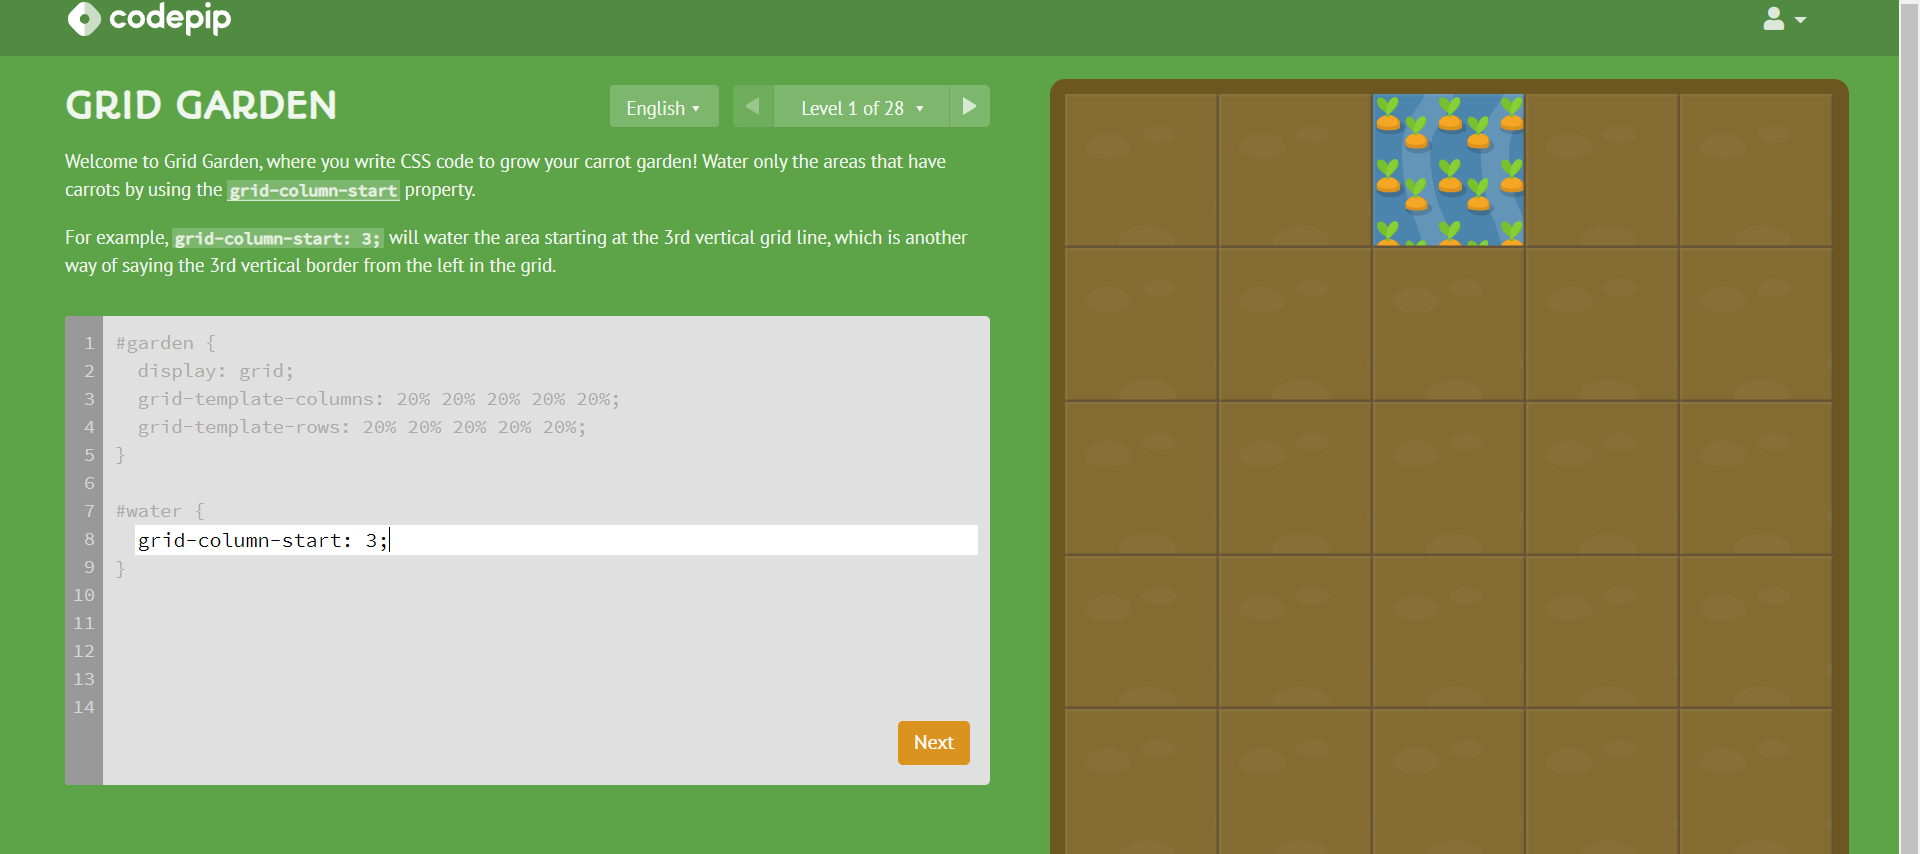 codepip
GRID GARDEN
English ▾
Level 1 of 28 ▾
Welcome to Grid Garden, where you write CSS code to grow your carrot garden! Water only the areas that have
carrots by using the grid-column-start property.
For example, grid-column-start: 3; will water the area starting at the 3rd vertical grid line, which is another
way of saying the 3rd vertical border from the left in the grid.
1 #garden {
2   display: grid;
3   grid-template-columns: 20% 20% 20% 20% 20%;
4   grid-template-rows: 20% 20% 20% 20% 20%;
5 }
6
7 #water {
8   grid-column-start: 3;
9 }
10
11
12
13
14
Next